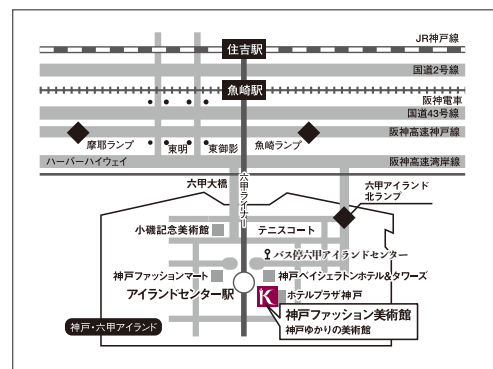 JR神戸線
住吉駅
国道2号線
魚崎駅
阪神電車
国道43号線
阪神高速神戸線
摩耶ランプ
東明
東御影
魚崎ランプ
ハーバーハイウェイ
阪神高速湾岸線
六甲大橋
六甲ライナー
六甲アイランド
北ランプ
小磯記念美術館
テニスコート
バス停六甲アイランドセンター
神戸ファッションマート
神戸ベイシェラトンホテル&タワーズ
アイランドセンター駅
K
ホテルプラザ神戸
神戸ファッション美術館
神戸ゆかりの美術館
神戸・六甲アイランド